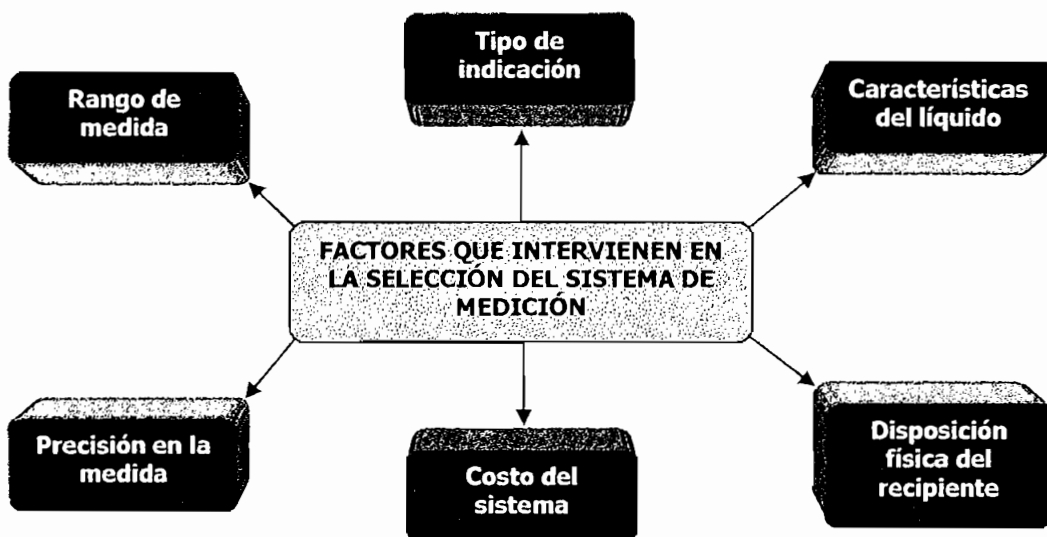 Tipo de
indicación
Rango de
medida
Características
del líquido
FACTORES QUE INTERVIENEN EN
LA SELECCIÓN DEL SISTEMA DE
MEDICIÓN
Precisión en la
medida
Costo del
sistema
Disposición
física del
recipiente